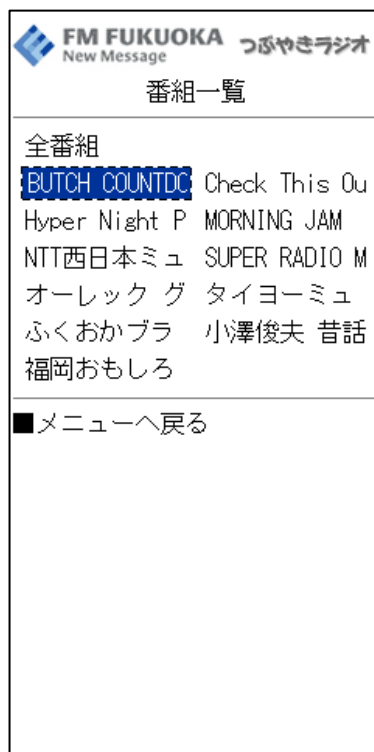 FM FUKUOKA つぶやきラジオ
New Message
番組一覧
全番組
BUTCH COUNTDC Check This Ou
Hyper Night P MORNING JAM
NTT西日本ミュ SUPER RADIO M
オーレック グ タイヨーミュ
ふくおかブラ 小澤俊夫 昔話
福岡おもしろ
■メニューへ戻る